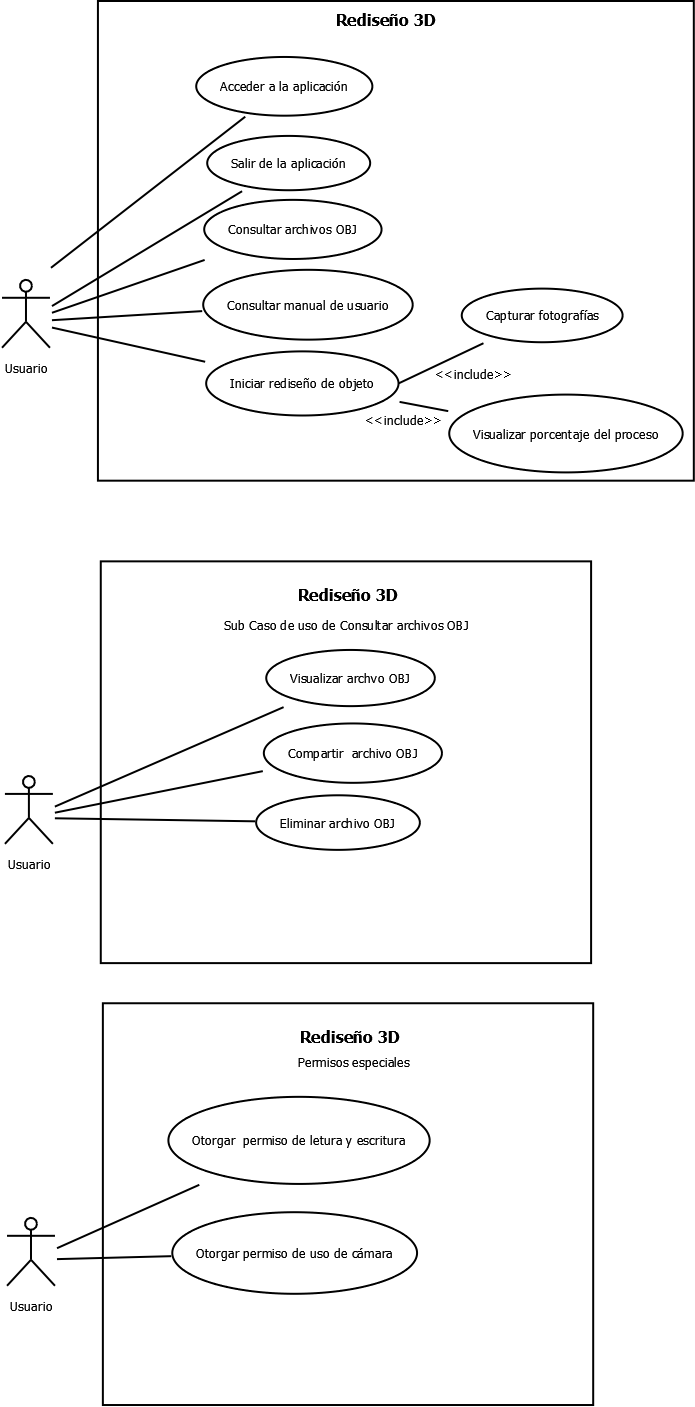 Rediseño 3D
Acceder a la aplicación
Salir de la aplicación
Consultar archivos OBJ
Consultar manual de usuario
Capturar fotografías
Usuario
Iniciar rediseño de objeto
<<include>>
<<include>>
Visualizar porcentaje del proceso
Rediseño 3D
Sub Caso de uso de Consultar archivos OBJ
Visualizar archvo OBJ
Compartir archivo OBJ
Eliminar archivo OBJ
Usuario
Rediseño 3D
Permisos especiales
Otorgar permiso de letura y escritura
Otorgar permiso de uso de cámara
Usuario